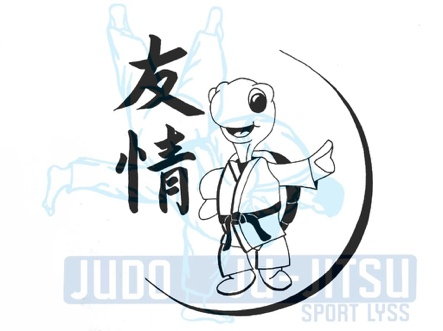 友
情
JUDO JU-JITSU
SPORT LYSS